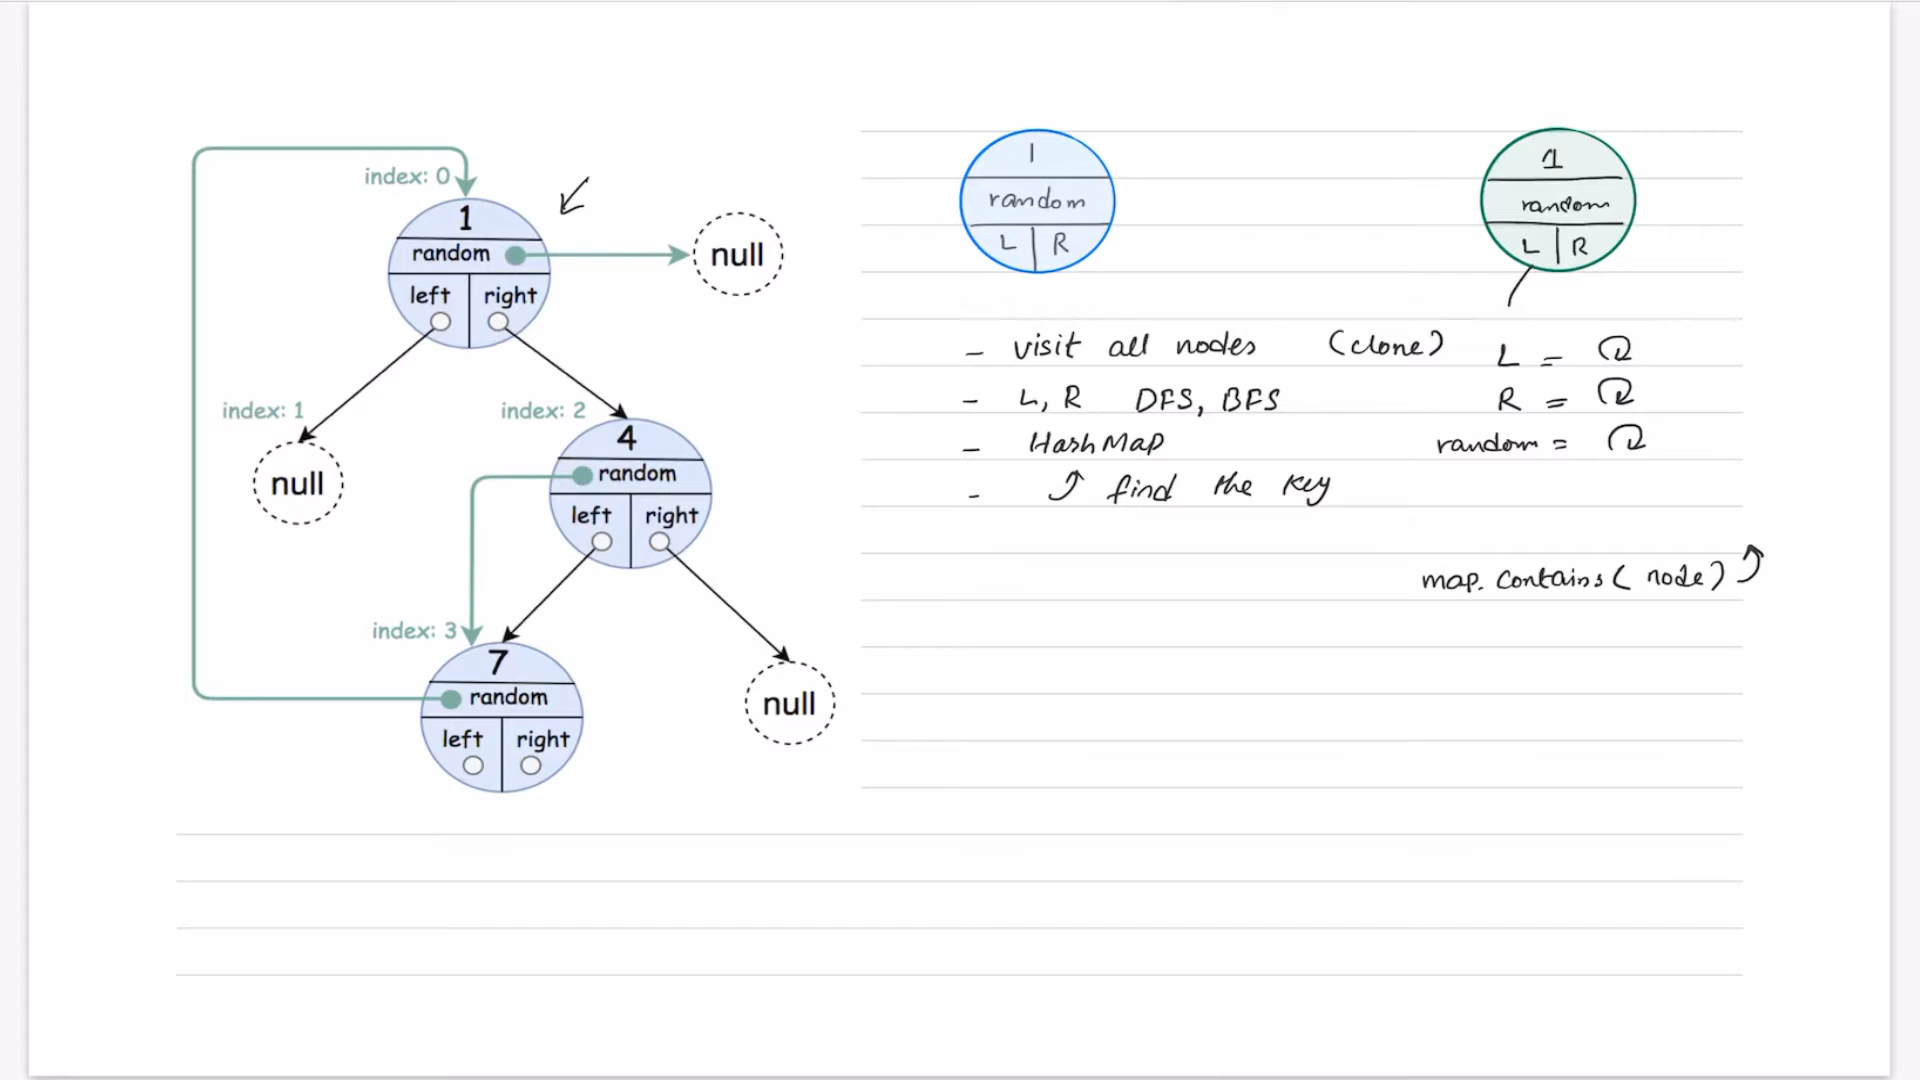 index: 0
1
random
left right
null
index: 1
null
index: 2
4
random
left right
index: 3
7
random
left right
null
1
random
L R
1
random
L R
- visit all nodes (clone)
- L, R DFS, BFS
- HashMap
- find the key
L =
R =
random =
map.contains(node)